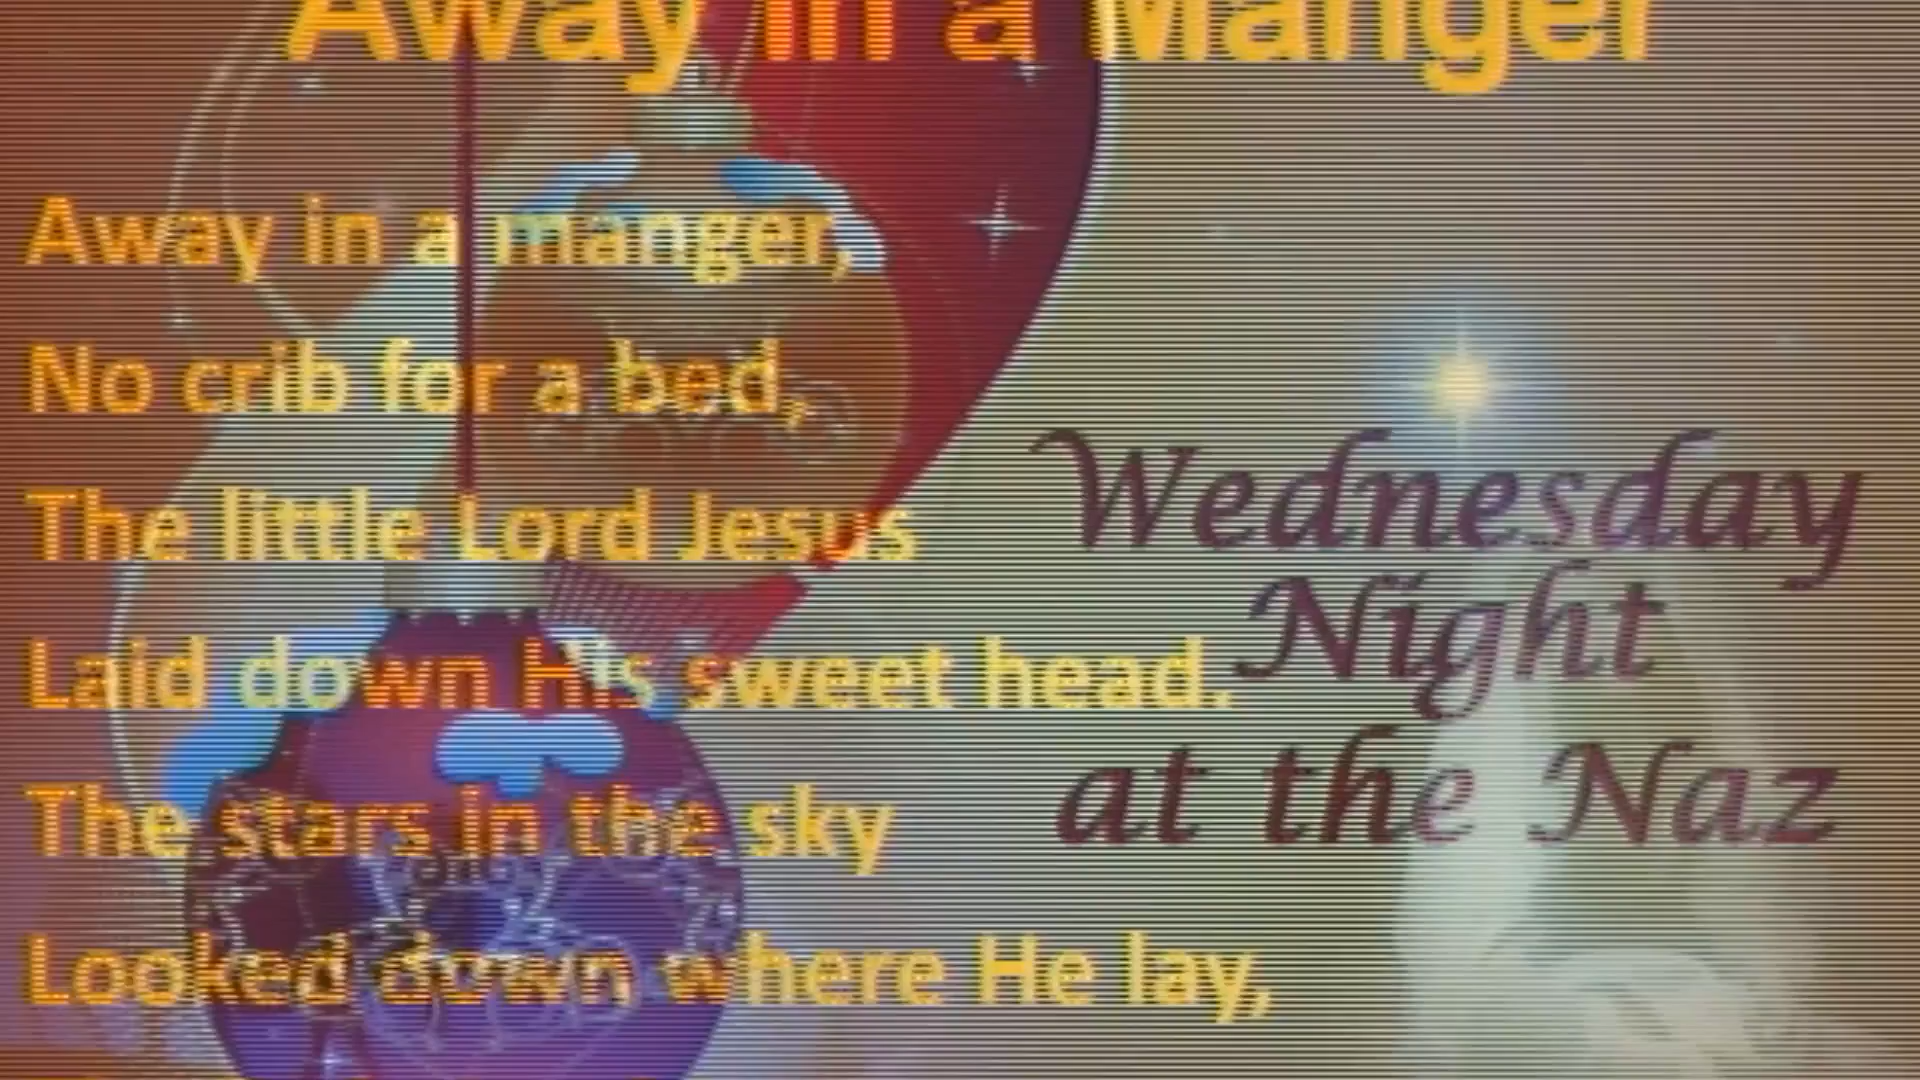 Away in a Manger
Away in a manger,
No crib for a bed,
The little Lord Jesus
Laid down His sweet head.
The stars in the sky
Looked down where He lay,
Wednesday
Night
at the Naz